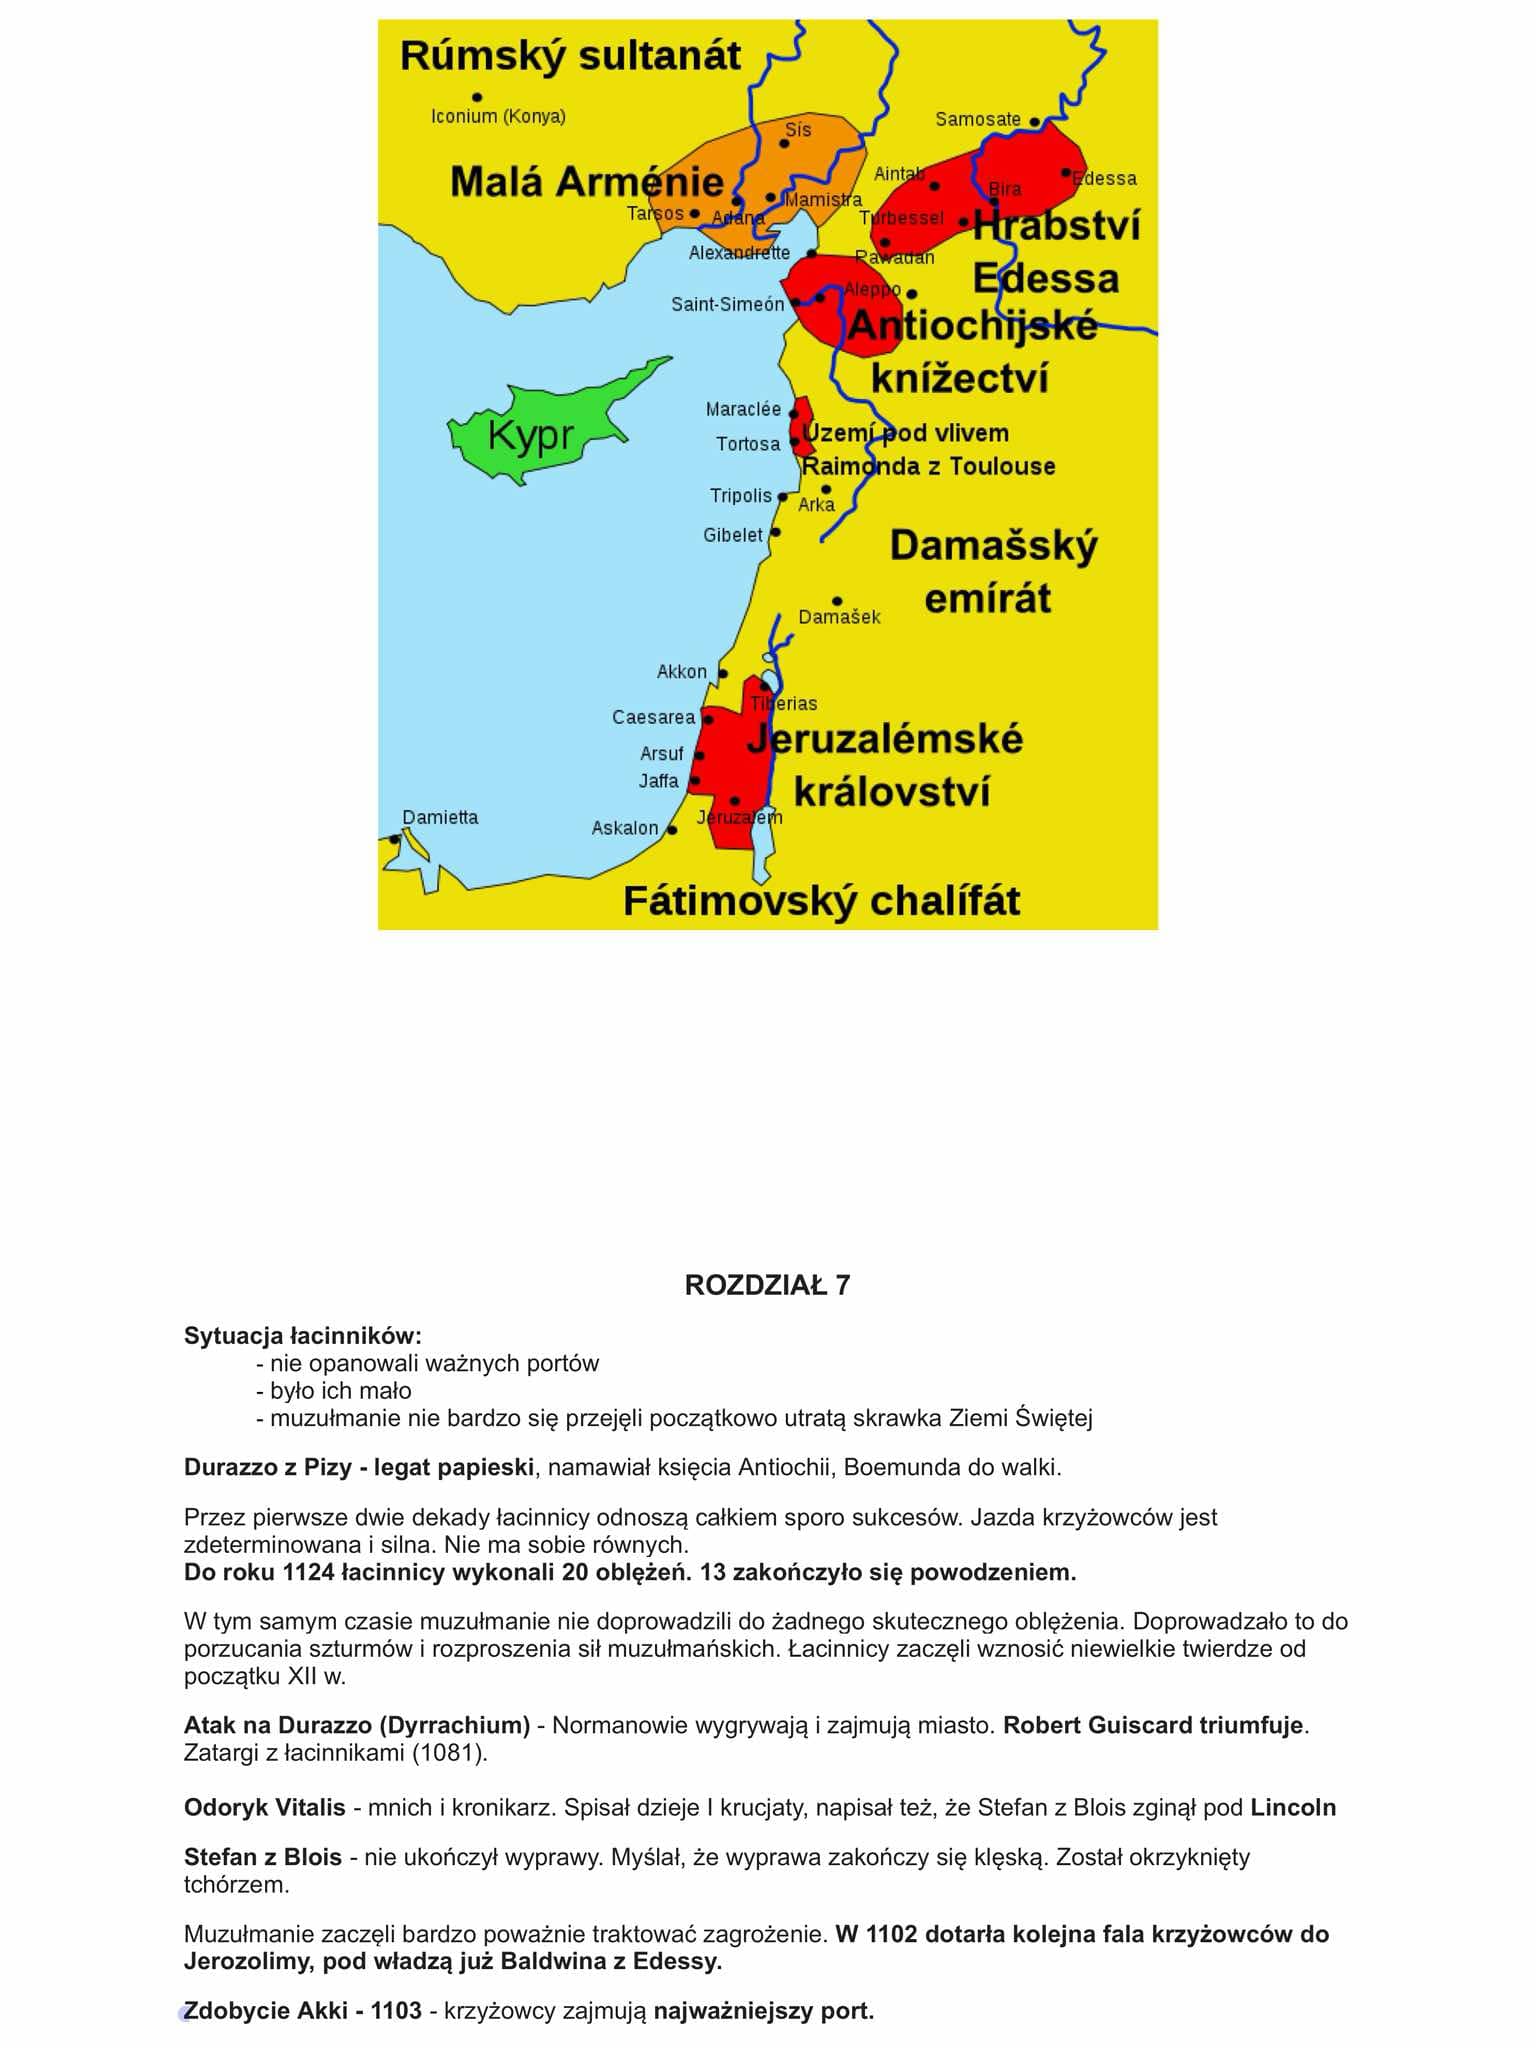 Rúmský sultanát
Iconium (Konya)
Samosate
Sís
Malá Arménie
Aintab
Edessa
Bira
Mamistra
Tarsos
Adana
Turbessel
Hrabství
Edessa
Alexandrette
Rawadan
Aleppo
Saint-Simeón
Antiochijské
knížectví
Kypr
Maraclée
Tortosa
Území pod vlivem
Raimonda z Toulouse
Tripolis
Arka
Gibelet
Damašský
emírát
Damašek
Akkon
Tiberias
Caesarea
Jeruzalémské
království
Arsuf
Jaffa
Jeruzalem
Damietta
Askalon
Fátimovský chalífát
ROZDZIAŁ 7
Sytuacja łacinników:
- nie opanowali ważnych portów
- było ich mało
- muzułmanie nie bardzo się przejęli początkowo utratą skrawka Ziemi Świętej
Durazzo z Pizy - legat papieski, namawiał księcia Antiochii, Boemunda do walki.
Przez pierwsze dwie dekady łacinnicy odnoszą całkiem sporo sukcesów. Jazda krzyżowców jest
zdeterminowana i silna. Nie ma sobie równych.
Do roku 1124 łacinnicy wykonali 20 oblężeń. 13 zakończyło się powodzeniem.
W tym samym czasie muzułmanie nie doprowadzili do żadnego skutecznego oblężenia. Doprowadzało to do
porzucania szturmów i rozproszenia sił muzułmańskich. Łacinnicy zaczęli wznosić niewielkie twierdze od
początku XII w.
Atak na Durazzo (Dyrrachium) - Normanowie wygrywają i zajmują miasto. Robert Guiscard triumfuje.
Zatargi z łacinnikami (1081).
Odoryk Vitalis - mnich i kronikarz. Spisał dzieje I krucjaty, napisał też, że Stefan z Blois zginął pod Lincoln
Stefan z Blois - nie ukończył wyprawy. Myślał, że wyprawa zakończy się klęską. Został okrzyknięty
tchórzem.
Muzułmanie zaczęli bardzo poważnie traktować zagrożenie. W 1102 dotarła kolejna fala krzyżowców do
Jerozolimy, pod władzą już Baldwina z Edessy.
Zdobycie Akki - 1103 - krzyżowcy zajmują najważniejszy port.